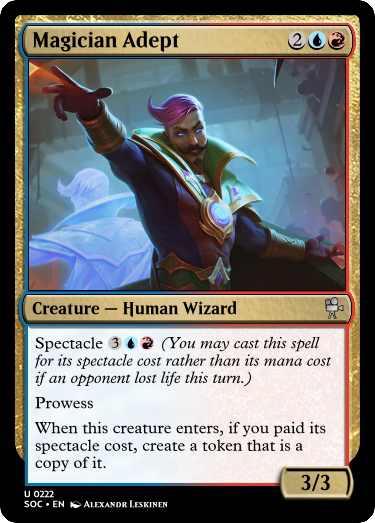 Magician Adept 2
Creature — Human Wizard
Spectacle 3 (You may cast this spell
for its spectacle cost rather than its mana cost
if an opponent lost life this turn.)
Prowess
When this creature enters, if you paid its
spectacle cost, create a token that is a
copy of it.
3/3
U 0222
SOC • EN Alexandr Leskinen